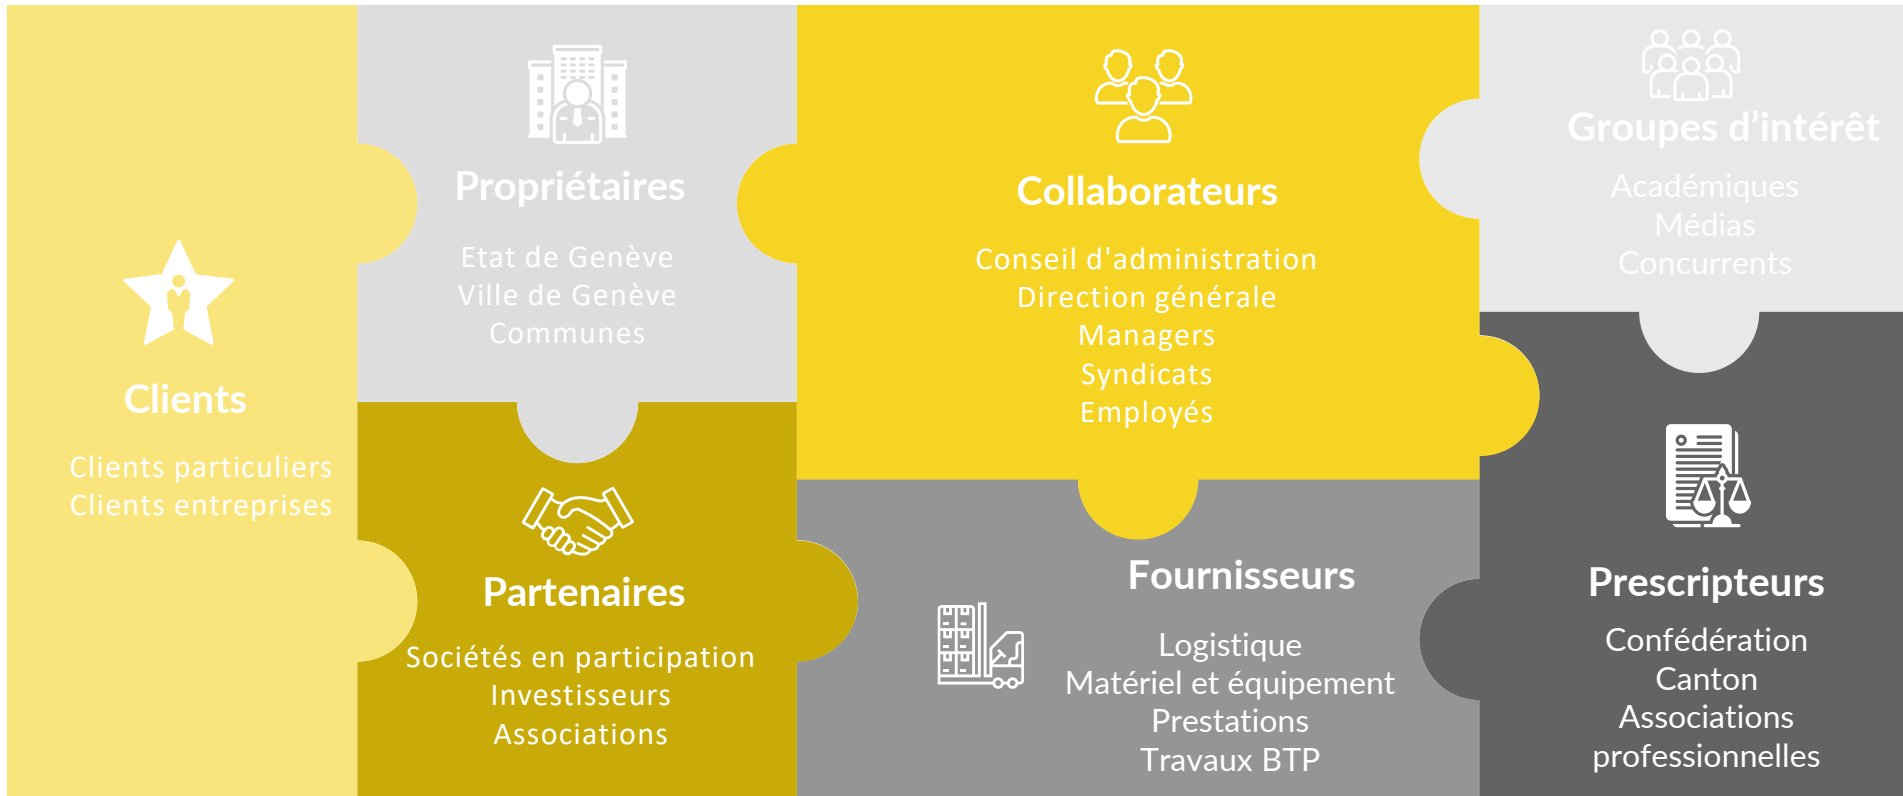 Clients
Clients particuliers
Clients entreprises
Propriétaires
Etat de Genève
Ville de Genève
Communes
Partenaires
Sociétés en participation
Investisseurs
Associations
Collaborateurs
Conseil d'administration
Direction générale
Managers
Syndicats
Employés
Fournisseurs
Logistique
Matériel et équipement
Prestations
Travaux BTP
Groupes d’intérêt
Académiques
Médias
Concurrents
Prescripteurs
Confédération
Canton
Associations
professionnelles